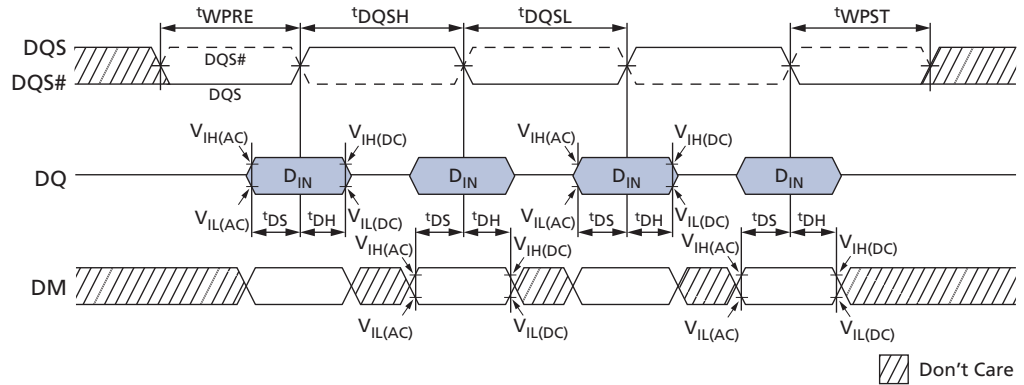 tWPRE tDQSH tDQSL tWPST
DQS
DQS#
DQS#
DQS
VIH(AC) VIH(DC) VIH(AC) VIH(DC)
DQ DIN DIN DIN DIN
VIL(AC) VIL(DC) VIL(AC) VIL(DC)
tDS tDH tDS tDH tDS tDH tDS tDH
VIH(AC) VIH(DC) VIH(AC) VIH(DC)
DM
VIL(AC) VIL(DC) VIL(AC) VIL(DC)
Don't Care